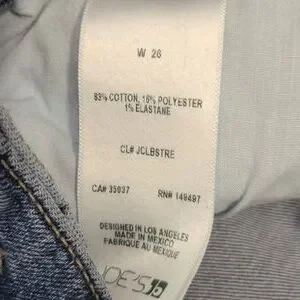 W 26
83% COTTON, 16% POLYESTER
1% ELASTANE
CL# JCLBSTRE
CA# 35037 RN# 149497
DESIGNED IN LOS ANGELES
MADE IN MEXICO
FABRIQUE AU MEXIQUE
JOE'S